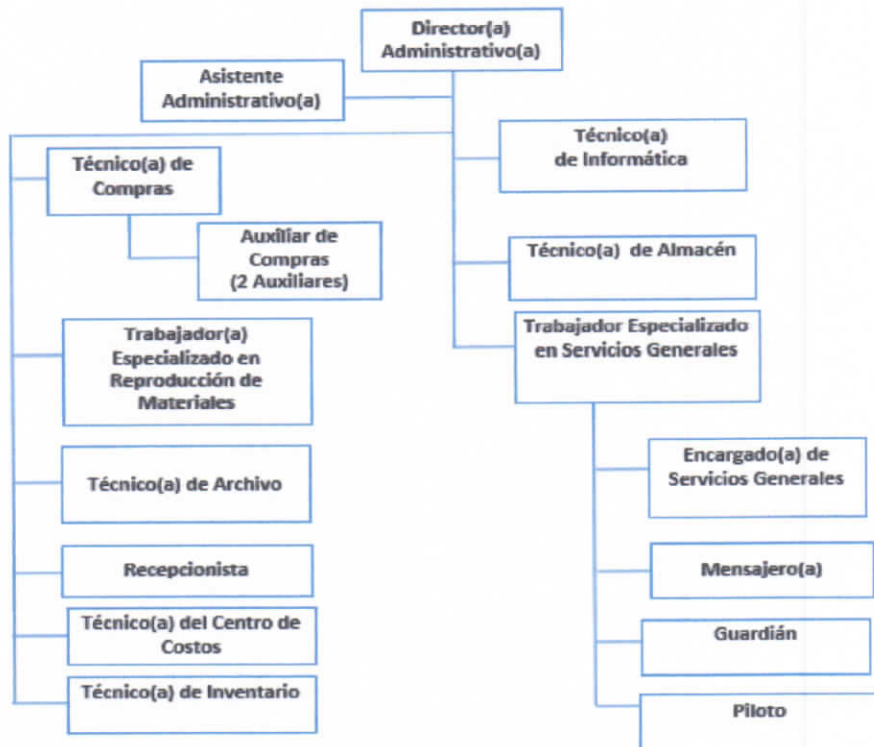 Director(a)
Administrativo(a)
Asistente
Administrativo(a)
Técnico(a)
de Informática
Técnico(a) de
Compras
Auxiliar de
Compras
(2 Auxiliares)
Técnico(a) de Almacén
Trabajador Especializado
en Servicios Generales
Trabajador(a)
Especializado en
Reproducción de
Materiales
Encargado(a) de
Servicios Generales
Técnico(a) de Archivo
Recepcionista
Mensajero(a)
Técnico(a) del Centro de
Costos
Guardián
Técnico(a) de Inventario
Piloto